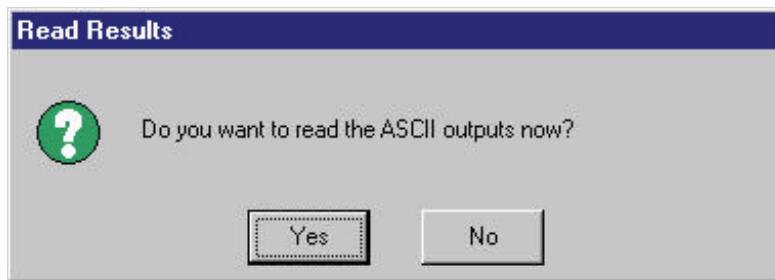 Read Results
Do you want to read the ASCII outputs now?
Yes
No